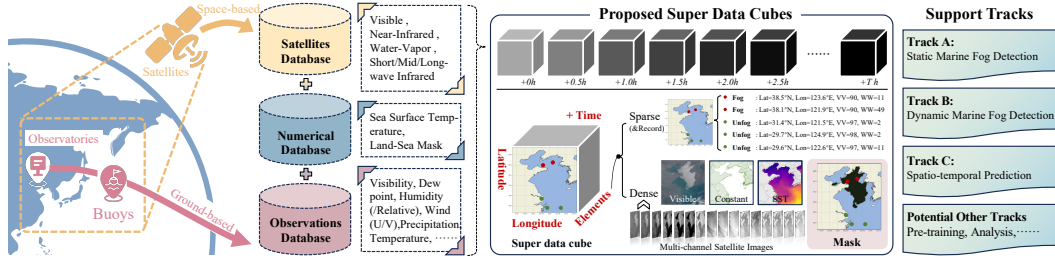 Space-based
Satellites
Observatories
Buoys
Ground-based
Satellites
Database
Visible ,
Near-Infrared ,
Water-Vapor ,
Short/Mid/Long-
wave Infrared
Numerical
Database
Sea Surface Temp-
erature,
Land-Sea Mask
Observations
Database
Visibility, Dew
point, Humidity
(/Relative), Wind
(U/V),Precipitation
Temperature, ······
Proposed Super Data Cubes
+0h
+0.5h
+1.0h
+1.5h
+2.0h
+2.5h
······
+T h
+ Time
Latitude
Longitude
Elements
Super data cube
Sparse
(&Record)
Fog : Lat=38.5°N, Lon=123.6°E, VV=90, WW=11
Fog : Lat=38.1°N, Lon=121.9°E, VV=90, WW=49
Unfog : Lat=31.4°N, Lon=121.5°E, VV=97, WW=2
Unfog : Lat=29.7°N, Lon=124.9°E, VV=98, WW=2
Unfog : Lat=29.6°N, Lon=122.6°E, VV=97, WW=11
Dense
Visible
Constant
SST
Multi-channel Satellite Images
Mask
Support Tracks
Track A:
Static Marine Fog Detection
Track B:
Dynamic Marine Fog Detection
Track C:
Spatio-temporal Prediction
Potential Other Tracks
Pre-training, Analysis,······